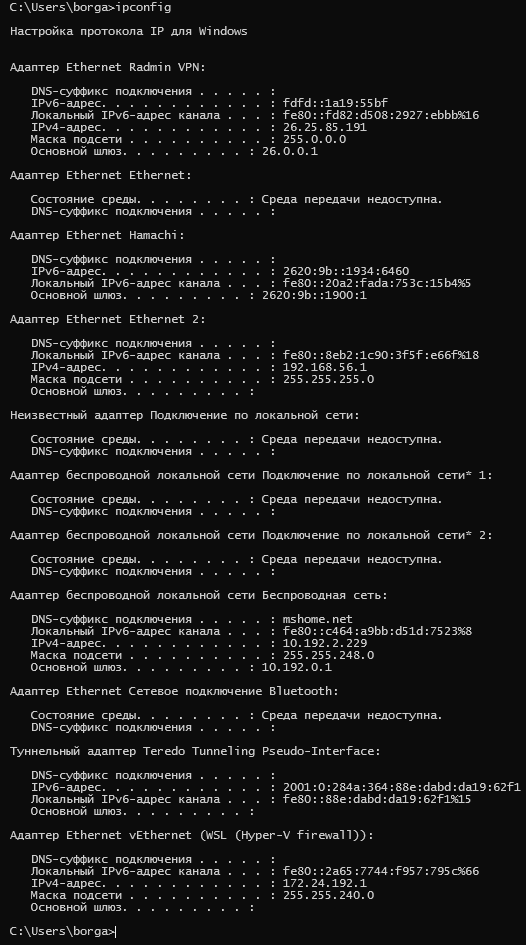 C:\Users\borga>ipconfig
Настройка протокола IP для Windows
Адаптер Ethernet Radmin VPN:
DNS-суффикс подключения . . . . . :
IPv6-адрес. . . . . . . . . . . . : fdfd::1a19:55bf
Локальный IPv6-адрес канала . . . : fe80::fd82:d508:2927:ebbb%16
IPv4-адрес. . . . . . . . . . . . : 26.25.85.191
Маска подсети . . . . . . . . . . : 255.0.0.0
Основной шлюз. . . . . . . . . : 26.0.0.1
Адаптер Ethernet Ethernet:
Состояние среды. . . . . . . . : Среда передачи недоступна.
DNS-суффикс подключения . . . . . :
Адаптер Ethernet Hamachi:
DNS-суффикс подключения . . . . . :
IPv6-адрес. . . . . . . . . . . . : 2620:9b::1934:6460
Локальный IPv6-адрес канала . . . : fe80::20a2:fada:753c:15b4%5
Основной шлюз. . . . . . . . . : 2620:9b::1900:1
Адаптер Ethernet Ethernet 2:
DNS-суффикс подключения . . . . . :
Локальный IPv6-адрес канала . . . : fe80::8eb2:1c90:3f5f:e66f%18
IPv4-адрес. . . . . . . . . . . . : 192.168.56.1
Маска подсети . . . . . . . . . . : 255.255.255.0
Основной шлюз. . . . . . . . . :
Неизвестный адаптер Подключение по локальной сети:
Состояние среды. . . . . . . . : Среда передачи недоступна.
DNS-суффикс подключения . . . . . :
Адаптер беспроводной локальной сети Подключение по локальной сети* 1:
Состояние среды. . . . . . . . : Среда передачи недоступна.
DNS-суффикс подключения . . . . . :
Адаптер беспроводной локальной сети Подключение по локальной сети* 2:
Состояние среды. . . . . . . . : Среда передачи недоступна.
DNS-суффикс подключения . . . . . :
Адаптер беспроводной локальной сети Беспроводная сеть:
DNS-суффикс подключения . . . . . : mshome.net
Локальный IPv6-адрес канала . . . : fe80::c464:a9bb:d51d:7523%8
IPv4-адрес. . . . . . . . . . . . : 10.192.2.229
Маска подсети . . . . . . . . . . : 255.255.248.0
Основной шлюз. . . . . . . . . : 10.192.0.1
Адаптер Ethernet Сетевое подключение Bluetooth:
Состояние среды. . . . . . . . : Среда передачи недоступна.
DNS-суффикс подключения . . . . . :
Туннельный адаптер Teredo Tunneling Pseudo-Interface:
DNS-суффикс подключения . . . . . :
IPv6-адрес. . . . . . . . . . . . : 2001:0:284a:364:88e:dabd:da19:62f1
Локальный IPv6-адрес канала . . . : fe80::88e:dabd:da19:62f1%15
Основной шлюз. . . . . . . . . :
Адаптер Ethernet vEthernet (WSL (Hyper-V firewall)):
DNS-суффикс подключения . . . . . :
Локальный IPv6-адрес канала . . . : fe80::2a65:7744:f957:795c%66
IPv4-адрес. . . . . . . . . . . . : 172.24.192.1
Маска подсети . . . . . . . . . . : 255.255.240.0
Основной шлюз. . . . . . . . . :
C:\Users\borga>